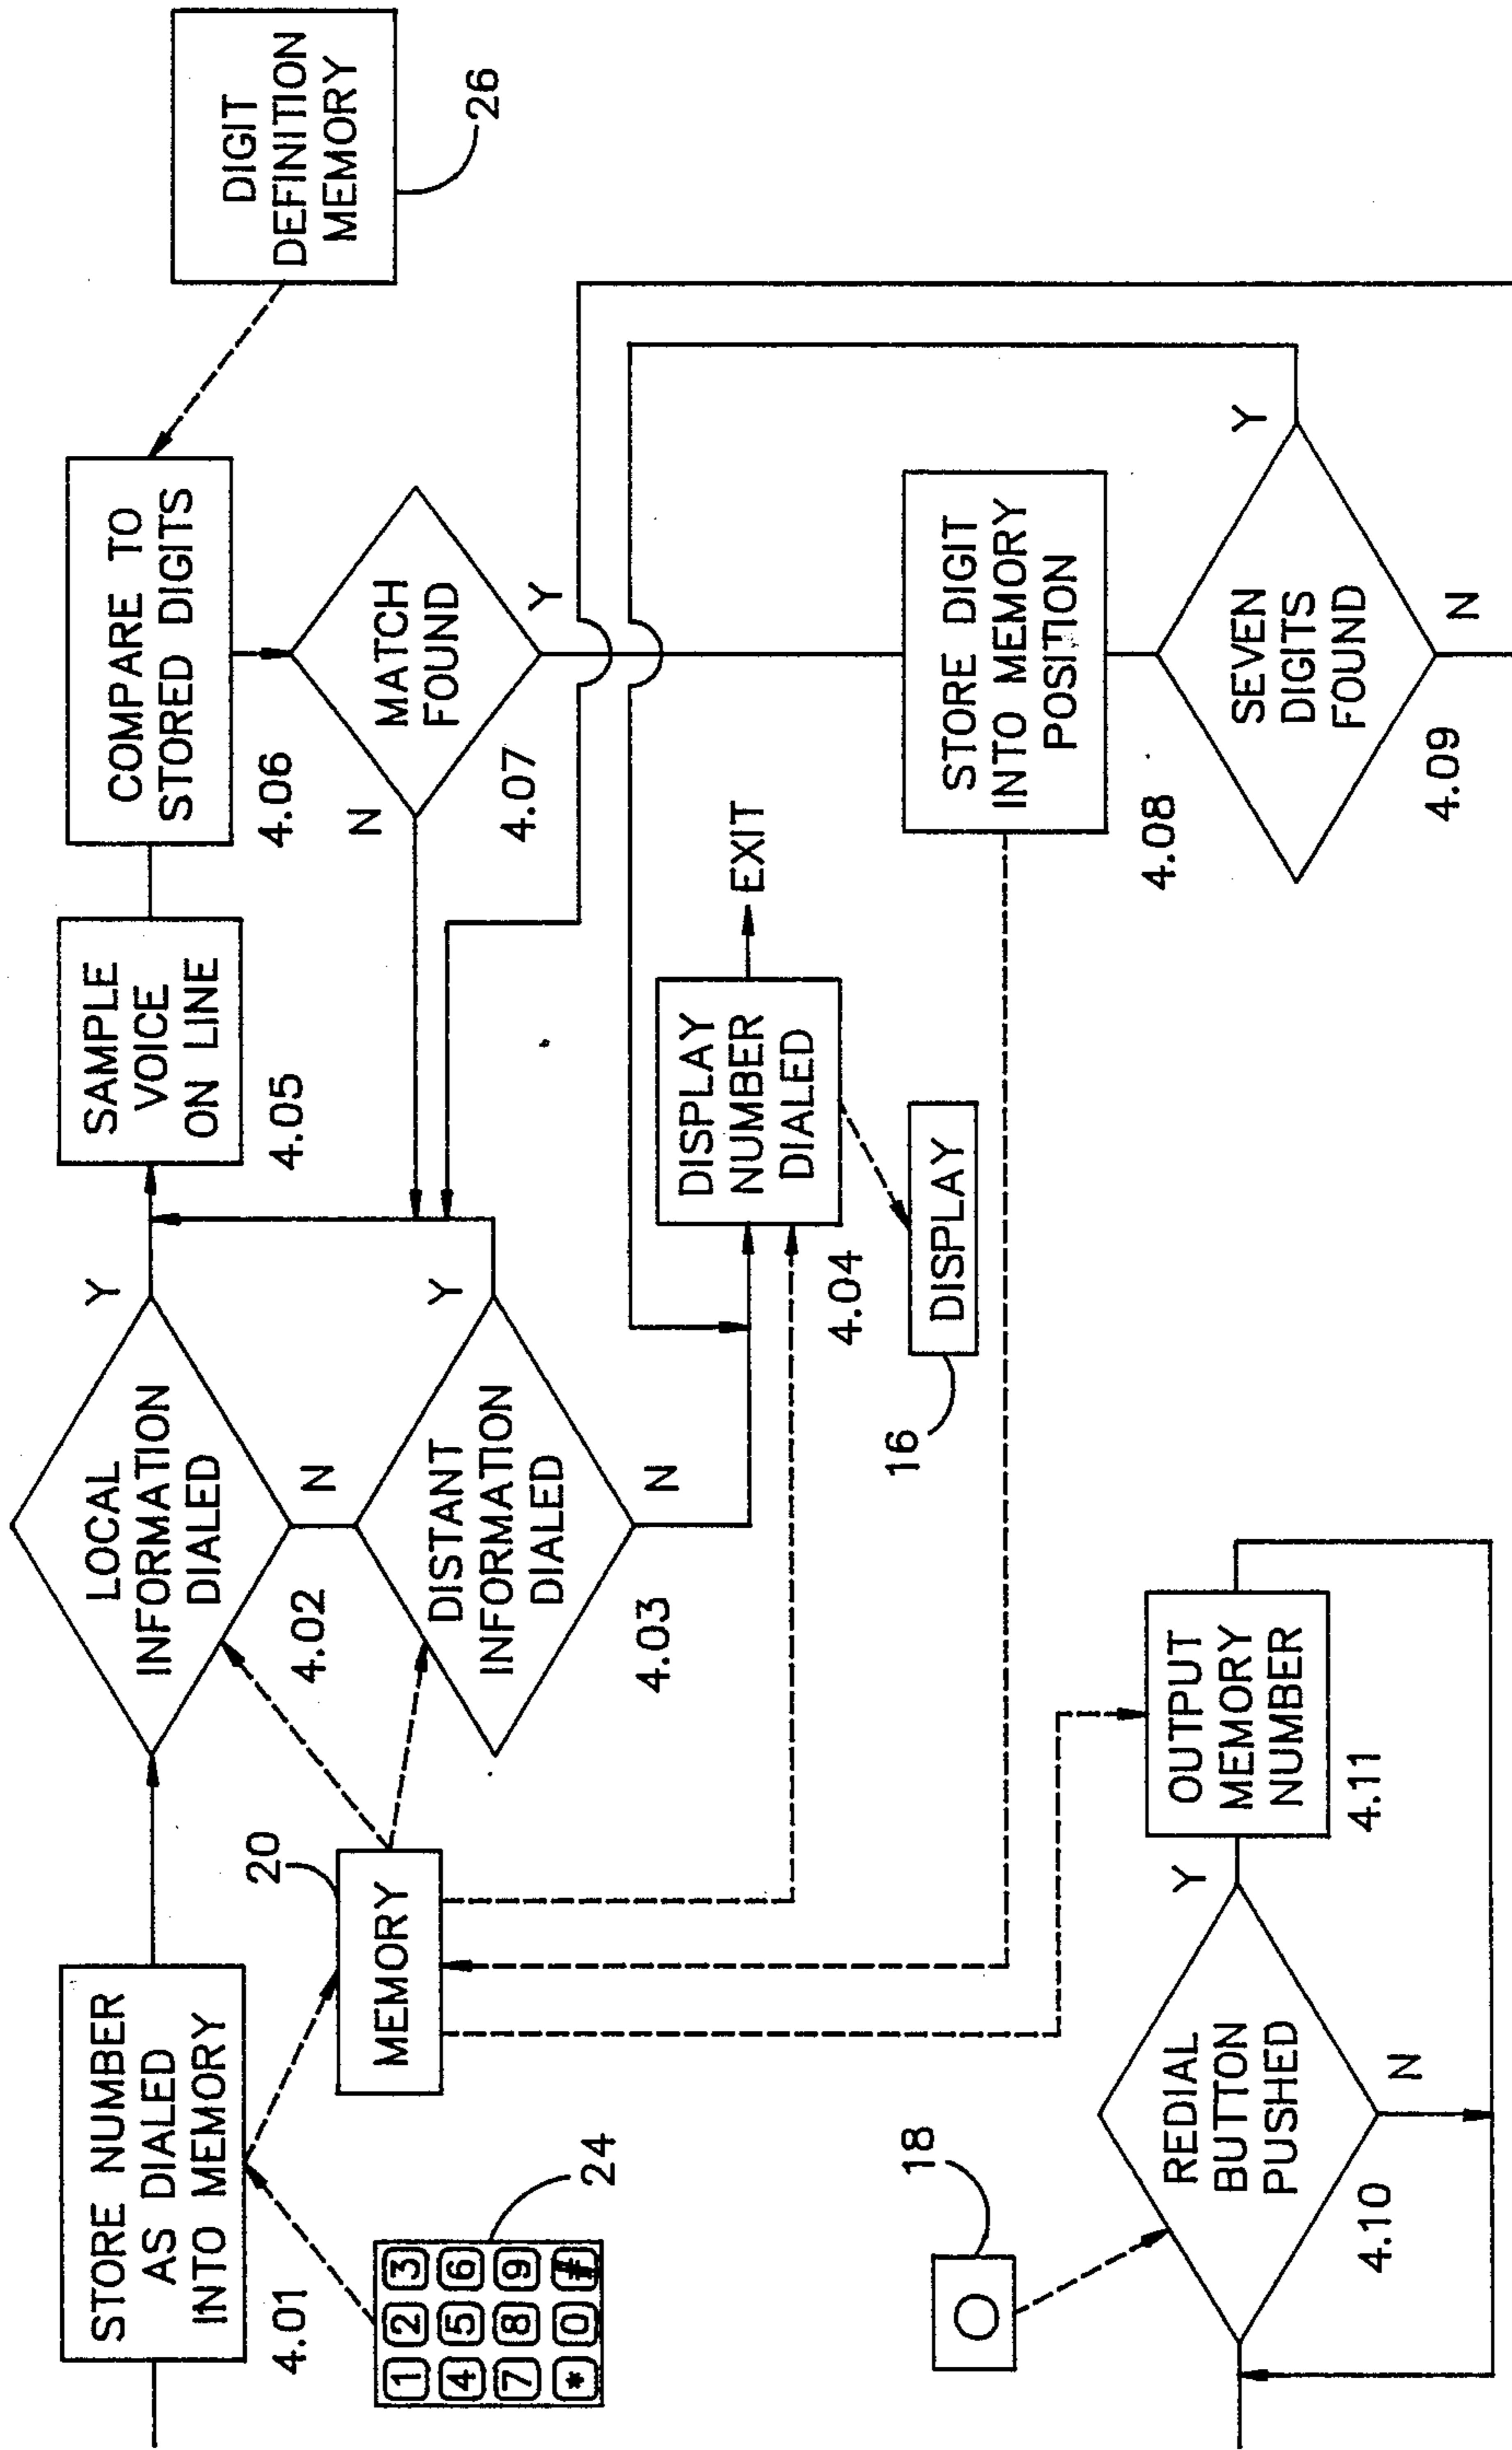 STORE NUMBER
AS DIALED
INTO MEMORY
4.01
1 2 3
4 5 6
7 8 9
* 0 #
24
MEMORY
20
LOCAL
INFORMATION
DIALED
Y
N
4.02
DISTANT
INFORMATION
DIALED
Y
N
4.03
SAMPLE
VOICE
ON LINE
4.05
COMPARE TO
STORED DIGITS
4.06
DIGIT
DEFINITION
MEMORY
26
MATCH
FOUND
N
Y
4.07
DISPLAY
NUMBER
DIALED
4.04
EXIT
DISPLAY
16
STORE DIGIT
INTO MEMORY
POSITION
4.08
SEVEN
DIGITS
FOUND
Y
N
4.09
18
REDIAL
BUTTON
PUSHED
Y
N
4.10
OUTPUT
MEMORY
NUMBER
4.11